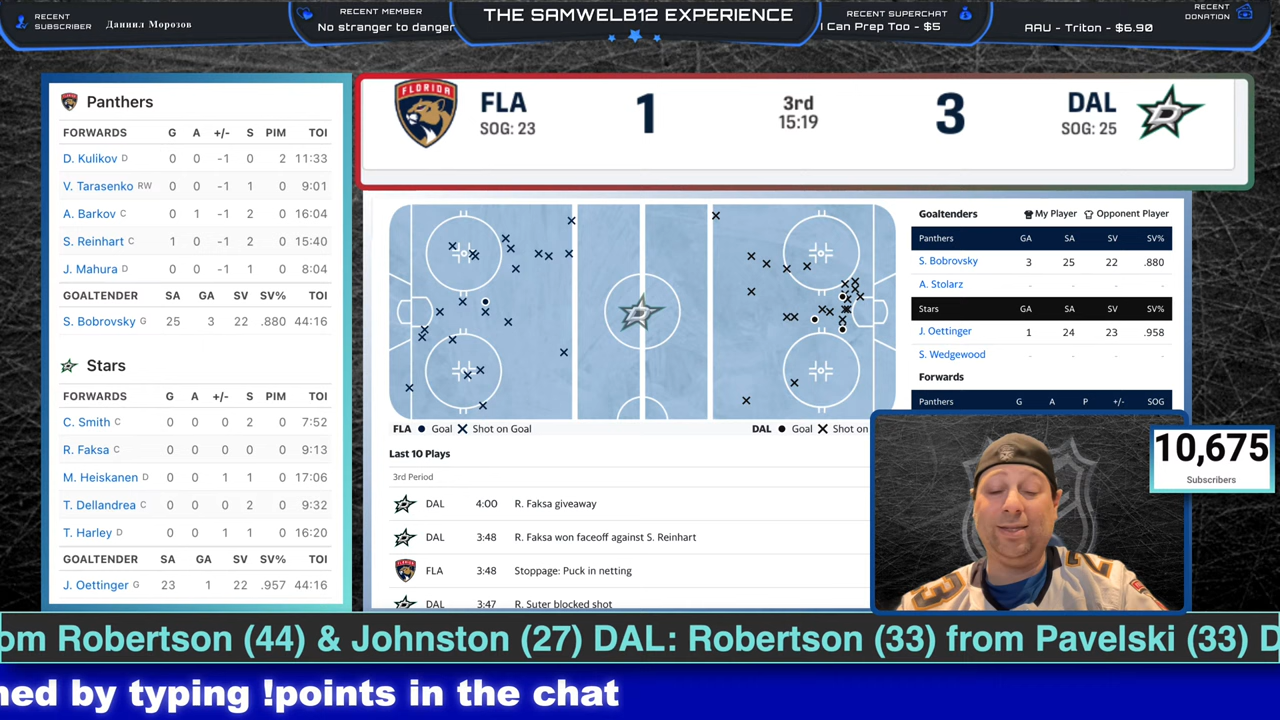 RECENT
SUBSCRIBER
Даниил Морозов
RECENT MEMBER
No stranger to danger
THE SAMWELB12 EXPERIENCE
RECENT SUPERCHAT
I Can Prep Too - $5
RECENT
DONATION
AAU - Triton - $6.90
Panthers
FORWARDS G A +/- S PIM TOI
D. Kulikov D 0 0 -1 0 2 11:33
V. Tarasenko RW 0 0 -1 1 0 9:01
A. Barkov C 0 1 -1 2 0 16:04
S. Reinhart C 1 0 -1 2 0 15:40
J. Mahura D 0 0 -1 1 0 8:04
GOALTENDER SA GA SV SV% TOI
S. Bobrovsky G 25 3 22 .880 44:16
Stars
FORWARDS G A +/- S PIM TOI
C. Smith C 0 0 0 2 0 7:52
R. Faksa C 0 0 0 0 0 9:13
M. Heiskanen D 0 0 1 1 0 17:06
T. Dellandrea C 0 0 0 2 0 9:32
T. Harley D 0 0 1 1 0 16:20
GOALTENDER SA GA SV SV% TOI
J. Oettinger G 23 1 22 .957 44:16
FLORIDA
FLA
SOG: 23
1
3rd
15:19
3
DAL
SOG: 25
FLA Goal Shot on Goal
DAL Goal Shot on
Last 10 Plays
3rd Period
DAL 4:00 R. Faksa giveaway
DAL 3:48 R. Faksa won faceoff against S. Reinhart
FLA 3:48 Stoppage: Puck in netting
DAL 3:47 R. Suter blocked shot
Goaltenders My Player Opponent Player
Panthers GA SA SV SV%
S. Bobrovsky 3 25 22 .880
A. Stolarz - - - -
Stars GA SA SV SV%
J. Oettinger 1 24 23 .958
S. Wedgewood - - - -
Forwards
Panthers G A P +/- SOG
10,675
Subscribers
om Robertson (44) & Johnston (27) DAL: Robertson (33) from Pavelski (33) D
ned by typing !points in the chat